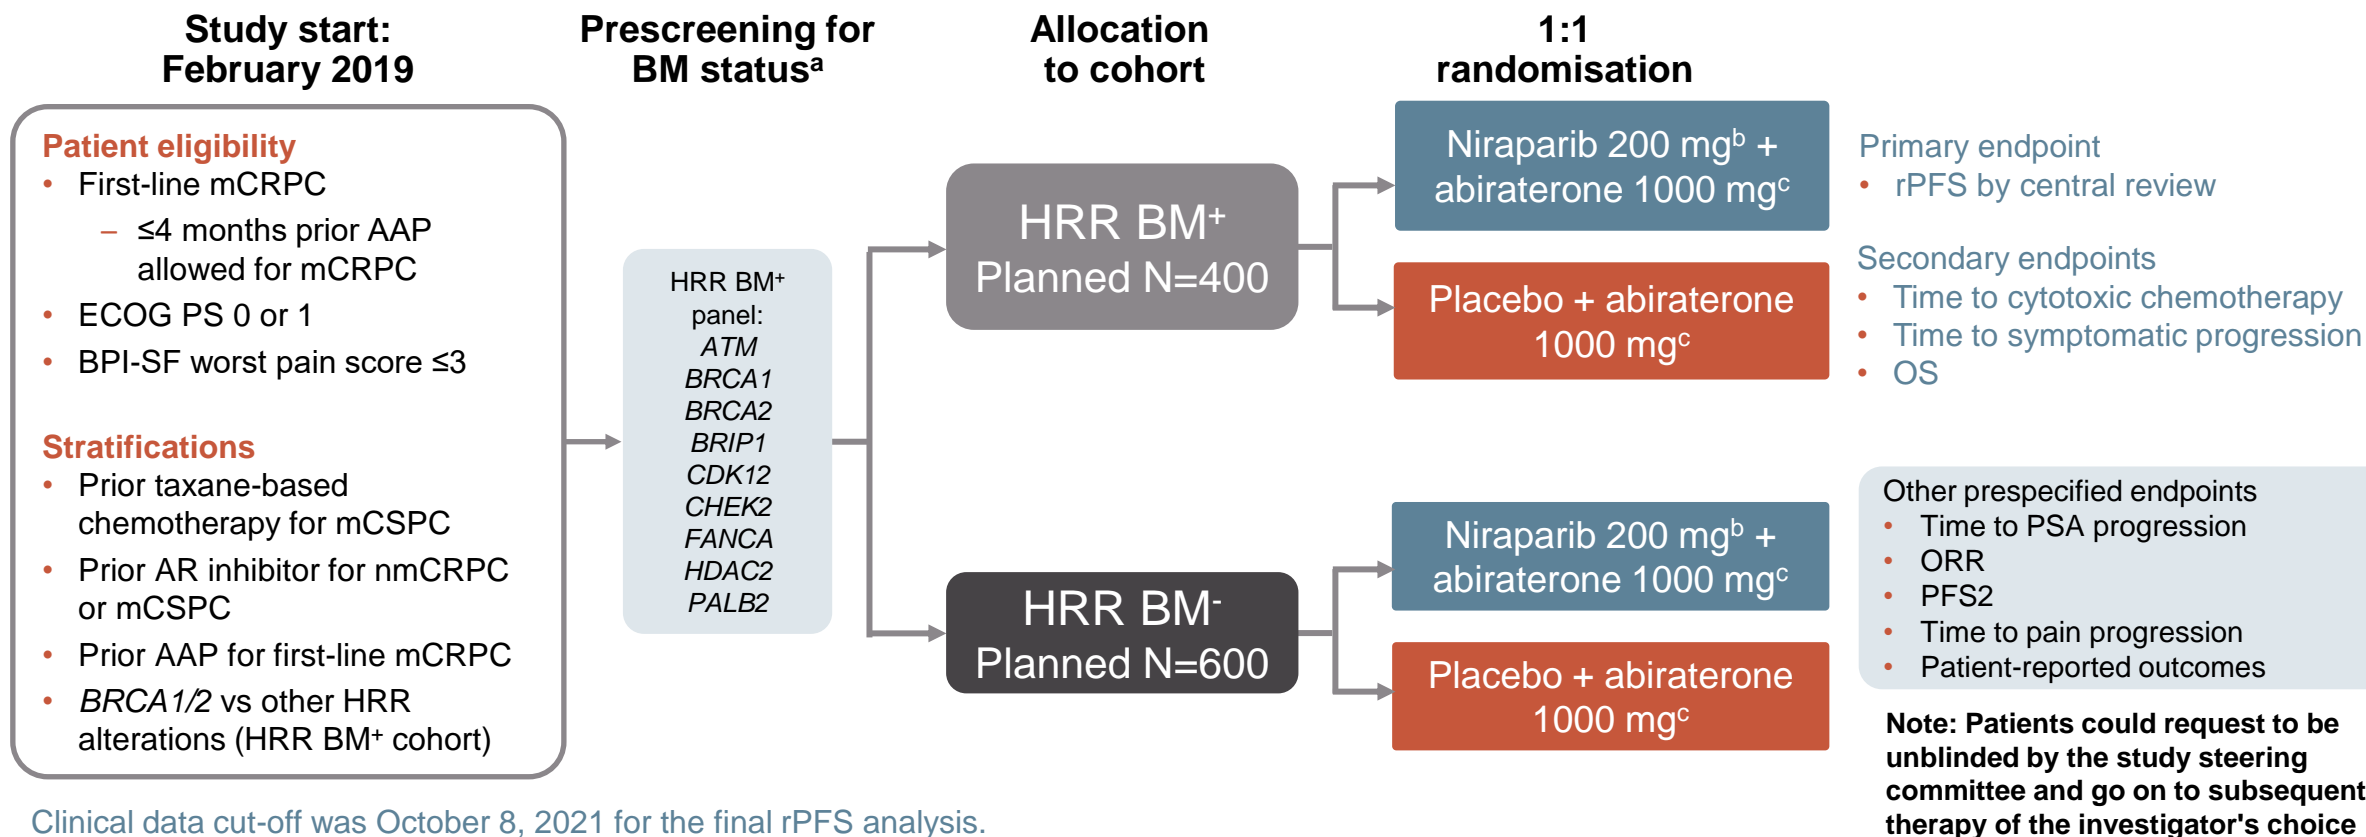 Study start:
February 2019
Prescreening for
BM statusᵃ
Allocation
to cohort
1:1
randomisation
Patient eligibility
• First-line mCRPC
– ≤4 months prior AAP
allowed for mCRPC
• ECOG PS 0 or 1
• BPI-SF worst pain score ≤3
Stratifications
• Prior taxane-based
chemotherapy for mCSPC
• Prior AR inhibitor for nmCRPC
or mCSPC
• Prior AAP for first-line mCRPC
• BRCA1/2 vs other HRR
alterations (HRR BM⁺ cohort)
HRR BM⁺
panel:
ATM
BRCA1
BRCA2
BRIP1
CDK12
CHEK2
FANCA
HDAC2
PALB2
HRR BM⁺
Planned N=400
HRR BM⁻
Planned N=600
Niraparib 200 mgᵇ +
abiraterone 1000 mgᶜ
Placebo + abiraterone
1000 mgᶜ
Niraparib 200 mgᵇ +
abiraterone 1000 mgᶜ
Placebo + abiraterone
1000 mgᶜ
Primary endpoint
• rPFS by central review
Secondary endpoints
• Time to cytotoxic chemotherapy
• Time to symptomatic progression
• OS
Other prespecified endpoints
• Time to PSA progression
• ORR
• PFS2
• Time to pain progression
• Patient-reported outcomes
Note: Patients could request to be
unblinded by the study steering
committee and go on to subsequent
therapy of the investigator's choice
Clinical data cut-off was October 8, 2021 for the final rPFS analysis.